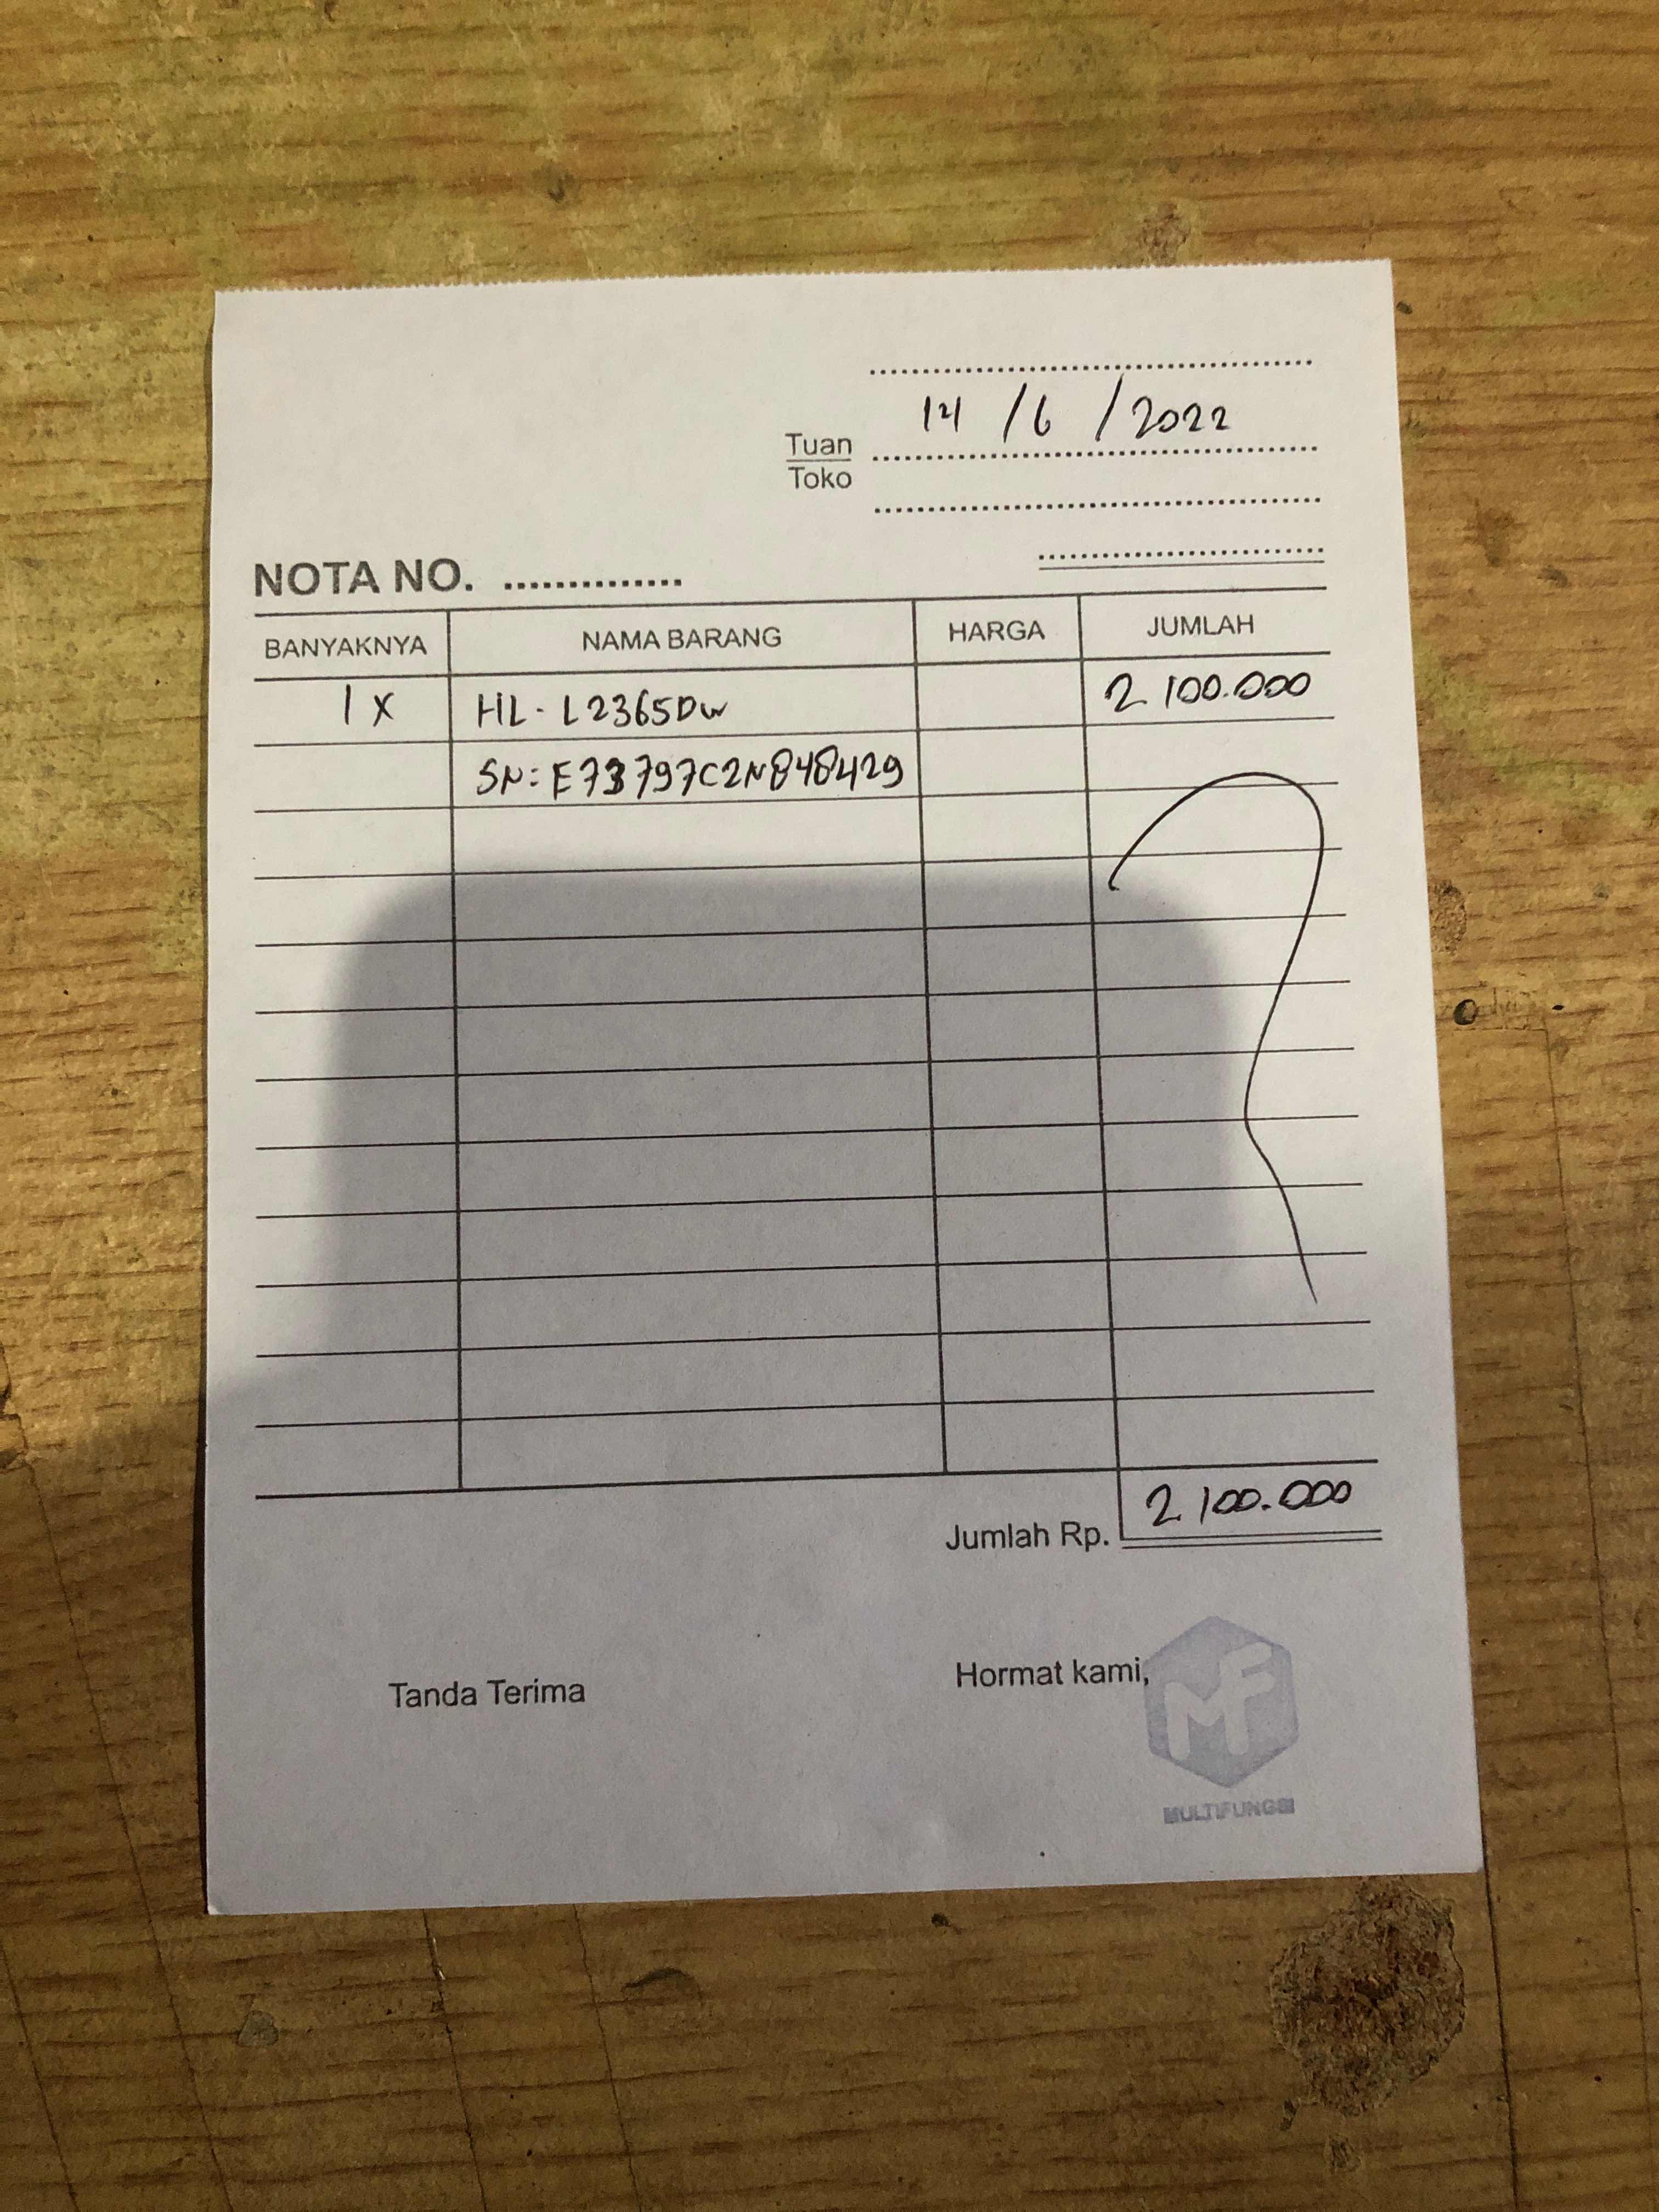 14 / 6 / 2022
Tuan
Toko
NOTA NO. ..............
BANYAKNYA NAMA BARANG HARGA JUMLAH
1 x HL- L2365DW 2 100.000
SN: E73797C2N848429
Jumlah Rp. 2 100.000
Tanda Terima Hormat kami,
MF
MULTIFUNGSI